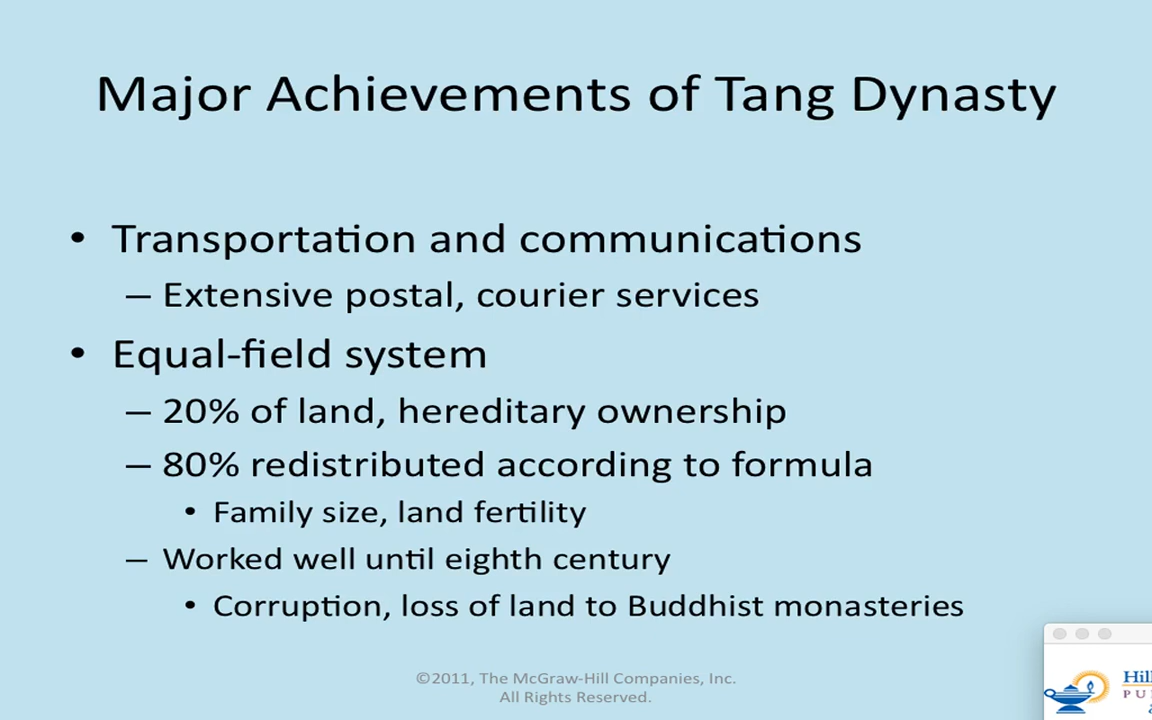 Major Achievements of Tang Dynasty
• Transportation and communications
– Extensive postal, courier services
• Equal-field system
– 20% of land, hereditary ownership
– 80% redistributed according to formula
• Family size, land fertility
– Worked well until eighth century
• Corruption, loss of land to Buddhist monasteries
©2011, The McGraw-Hill Companies, Inc.
All Rights Reserved.